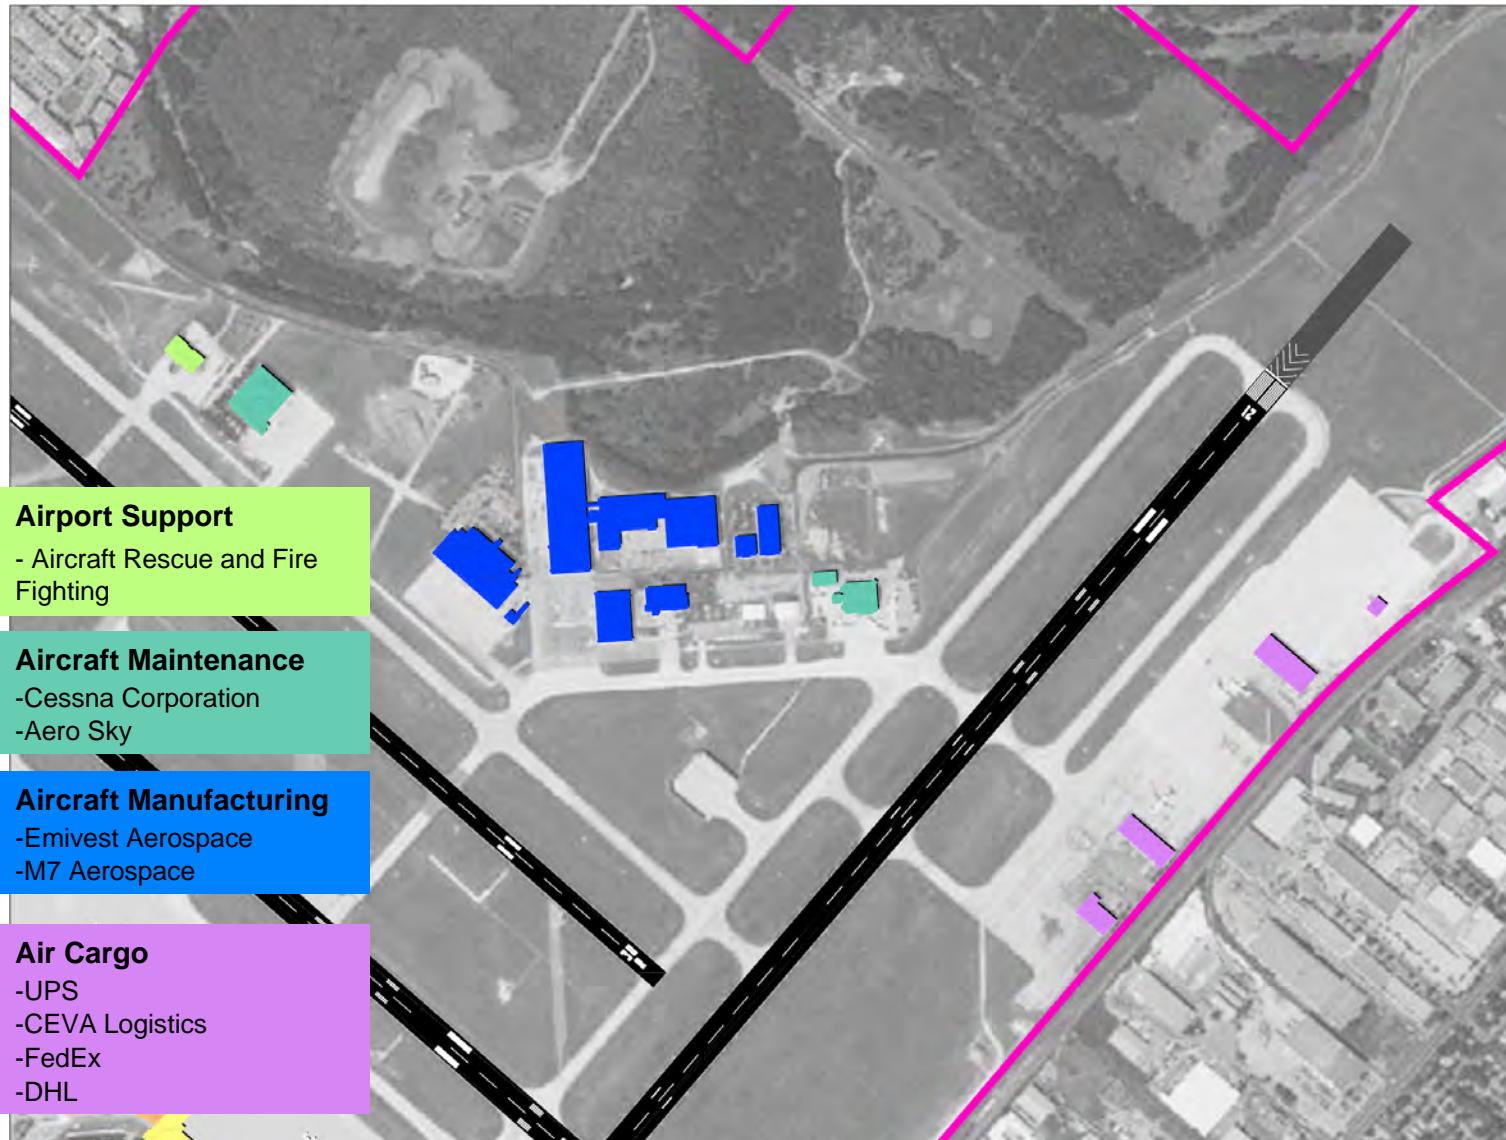 Airport Support
- Aircraft Rescue and Fire
Fighting
Aircraft Maintenance
-Cessna Corporation
-Aero Sky
Aircraft Manufacturing
-Emivest Aerospace
-M7 Aerospace
Air Cargo
-UPS
-CEVA Logistics
-FedEx
-DHL